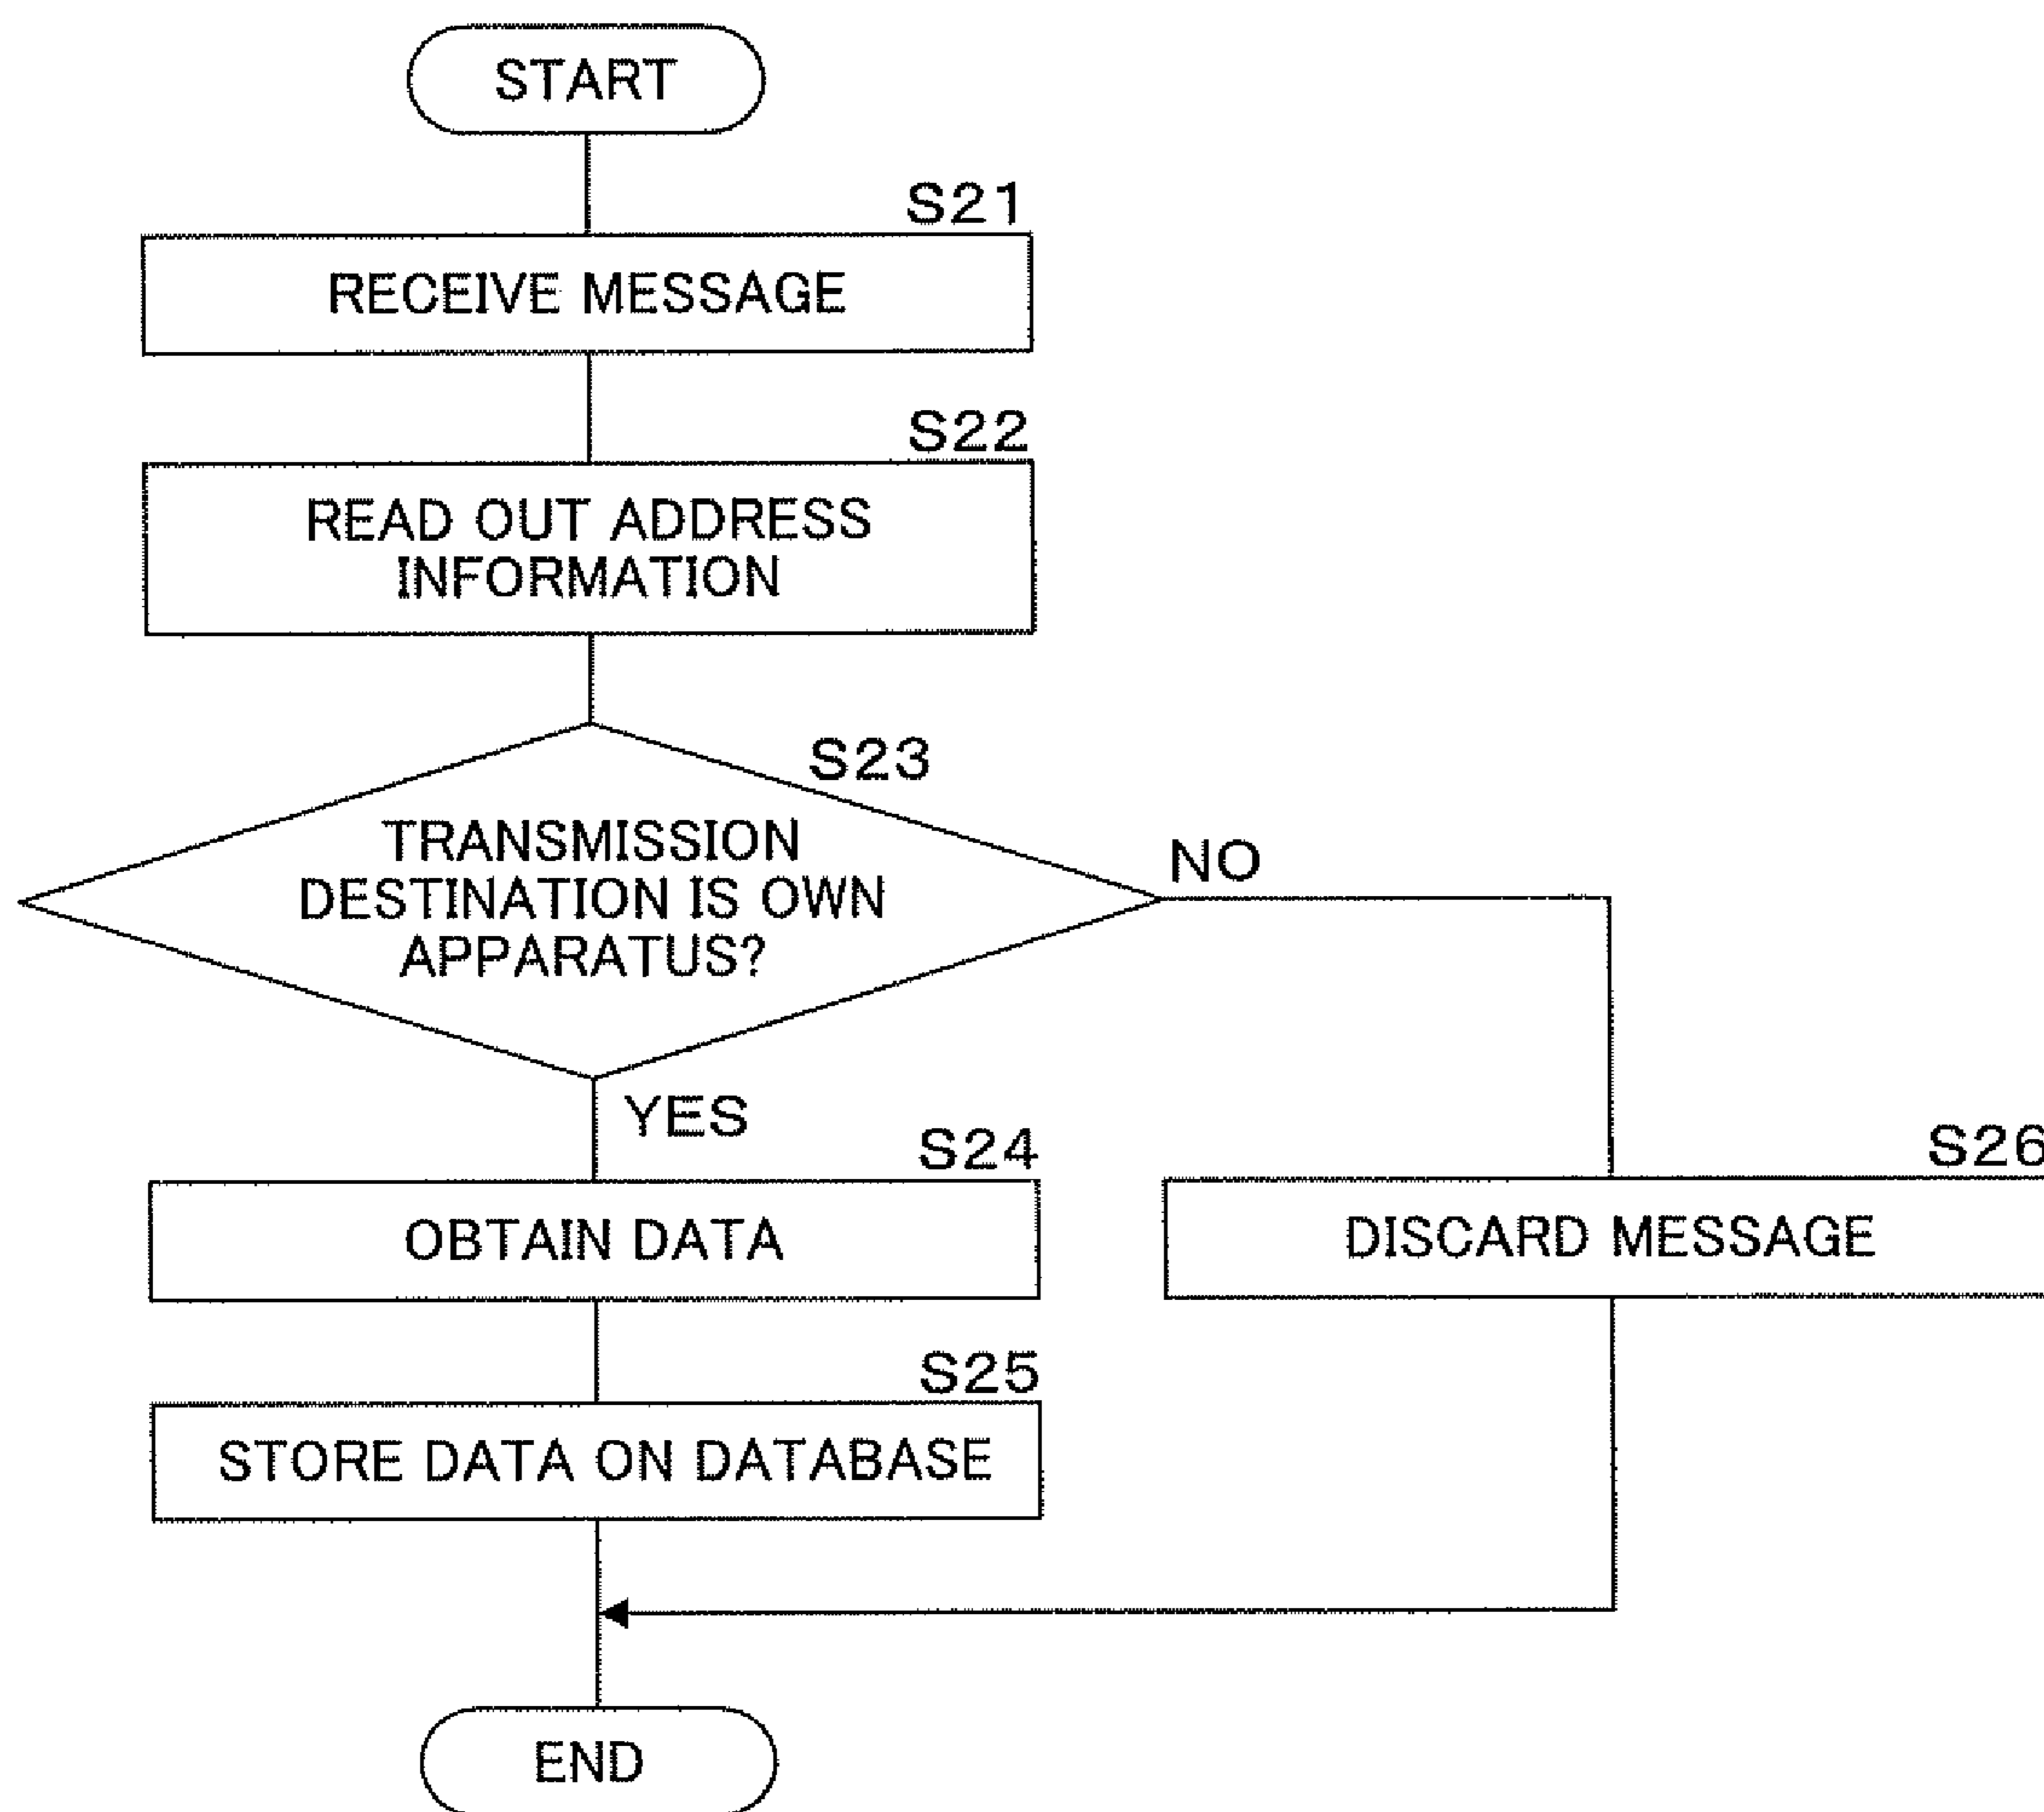 START
S21
RECEIVE MESSAGE
S22
READ OUT ADDRESS
INFORMATION
S23
TRANSMISSION
DESTINATION IS OWN
APPARATUS?
NO
YES
S24
OBTAIN DATA
S26
DISCARD MESSAGE
S25
STORE DATA ON DATABASE
END